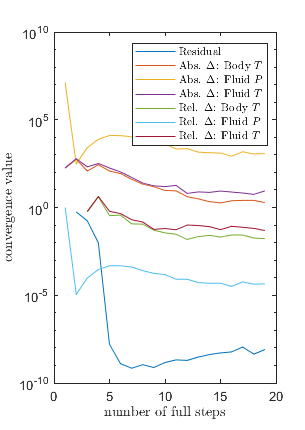 10^10
Residual
Abs. Δ: Body T
Abs. Δ: Fluid P
Abs. Δ: Fluid T
Rel. Δ: Body T
Rel. Δ: Fluid P
Rel. Δ: Fluid T
10^5
10^0
10^-5
10^-10
convergence value
0 5 10 15 20
number of full steps